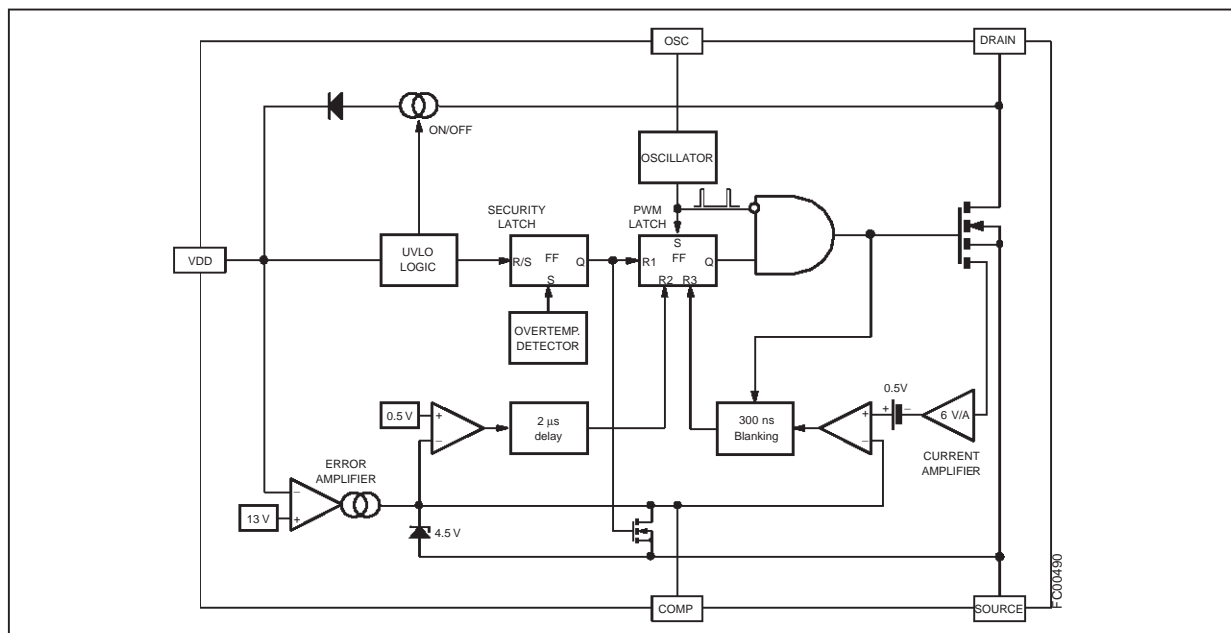 OSC
DRAIN
ON/OFF
OSCILLATOR
SECURITY
LATCH
PWM
LATCH
VDD
UVLO
LOGIC
R/S
FF
Q
S
R1
S
FF
Q
R2
R3
OVERTEMP.
DETECTOR
0.5 V
+
−
2 μs
delay
300 ns
Blanking
+
−
0.5V
+
−
6 V/A
CURRENT
AMPLIFIER
ERROR
AMPLIFIER
13 V
−
+
4.5 V
COMP
SOURCE
FC00490